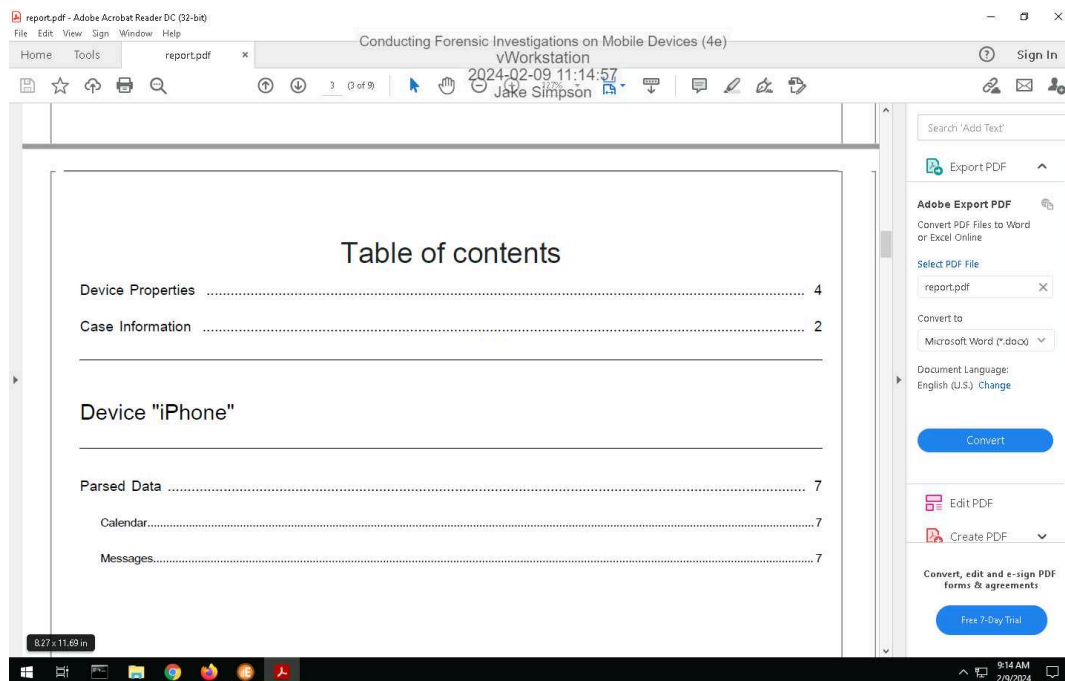 report.pdf - Adobe Acrobat Reader DC (32-bit)
File Edit View Sign Window Help
Conducting Forensic Investigations on Mobile Devices (4e)
vWorkstation
2024-02-09 11:14:57
Jake Simpson
Home Tools report.pdf × Sign In
3 (3 of 9)
Search 'Add Text'
Export PDF
Adobe Export PDF
Convert PDF Files to Word
or Excel Online
Select PDF File
report.pdf
Convert to
Microsoft Word (*.docx)
Document Language:
English (U.S.) Change
Convert
Edit PDF
Create PDF
Convert, edit and e-sign PDF
forms & agreements
Free 7-Day Trial
Table of contents
Device Properties ........ 4
Case Information ........ 2
Device "iPhone"
Parsed Data ........ 7
Calendar........ 7
Messages........ 7
8.27 x 11.69 in
9:14 AM
2/9/2024